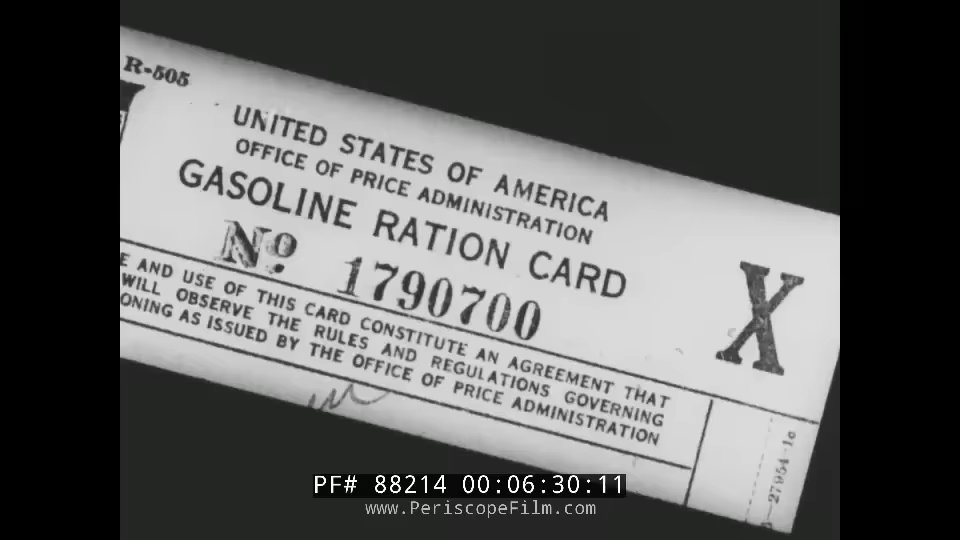 R-505
UNITED STATES OF AMERICA
OFFICE OF PRICE ADMINISTRATION
GASOLINE RATION CARD
No. 1790700
X
E AND USE OF THIS CARD CONSTITUTE AN AGREEMENT THAT
WILL OBSERVE THE RULES AND REGULATIONS GOVERNING
ONING AS ISSUED BY THE OFFICE OF PRICE ADMINISTRATION
27954-1
PF# 88214 00:06:30:11
www.PeriscopeFilm.com